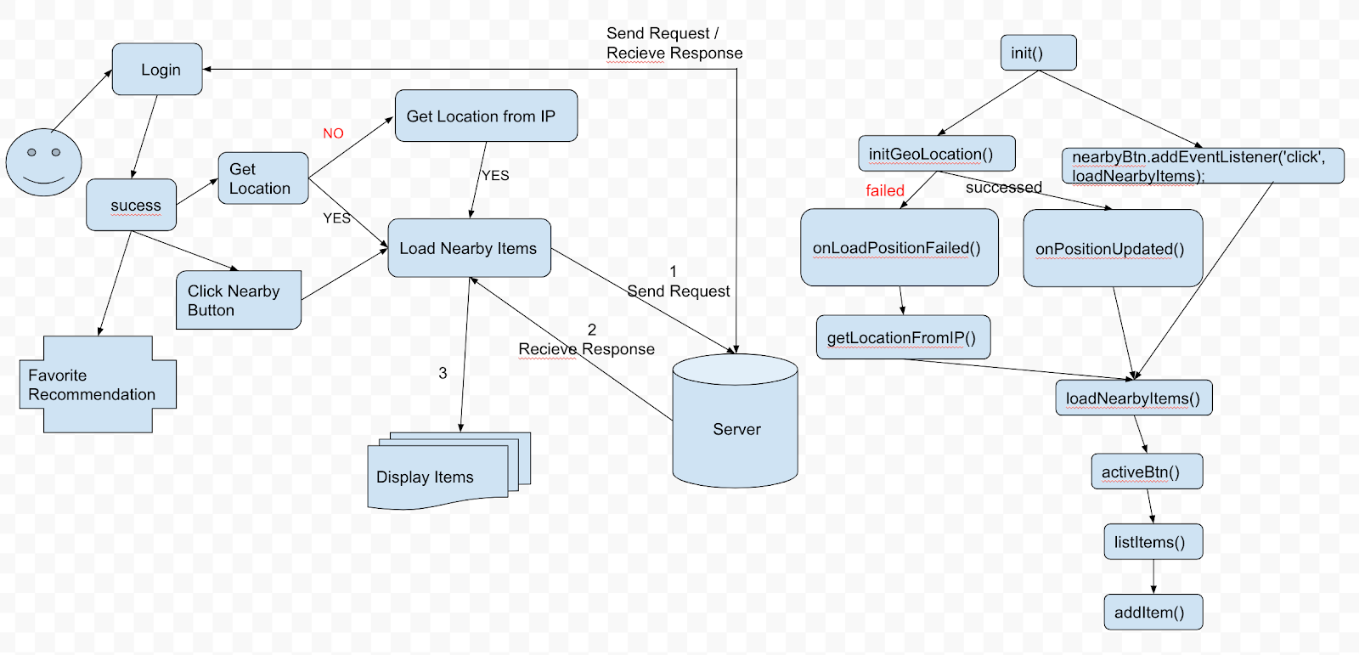 Send Request /
Recieve Response
Login
NO
Get Location from IP
Get
Location
YES
YES
sucess
Load Nearby Items
Click Nearby
Button
1
Send Request
2
Recieve Response
3
Favorite
Recommendation
Server
Display Items
init()
initGeoLocation()
nearbyBtn.addEventListener('click',
loadNearbyItems);
failed
successed
onLoadPositionFailed()
onPositionUpdated()
getLocationFromIP()
loadNearbyItems()
activeBtn()
listItems()
addItem()